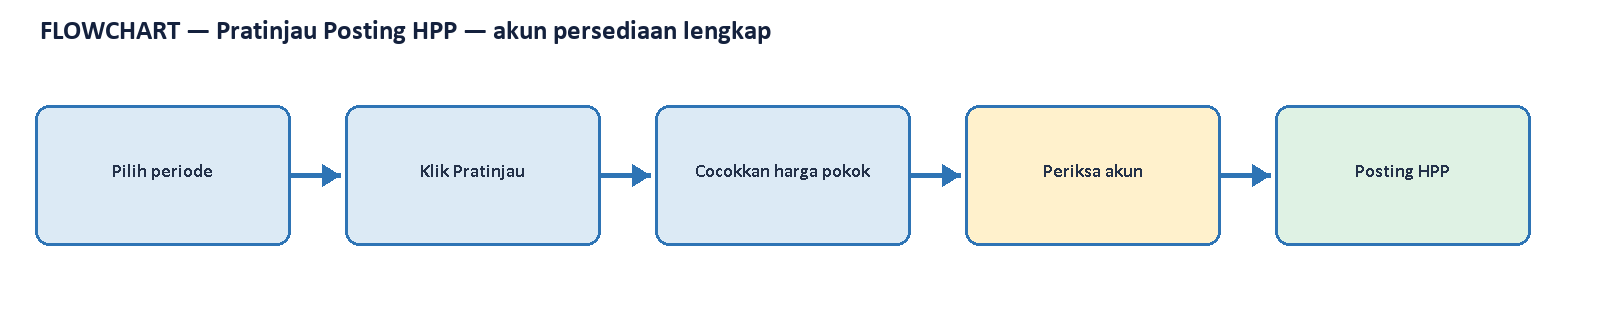 FLOWCHART — Pratinjau Posting HPP — akun persediaan lengkap
Pilih periode
Klik Pratinjau
Cocokkan harga pokok
Periksa akun
Posting HPP